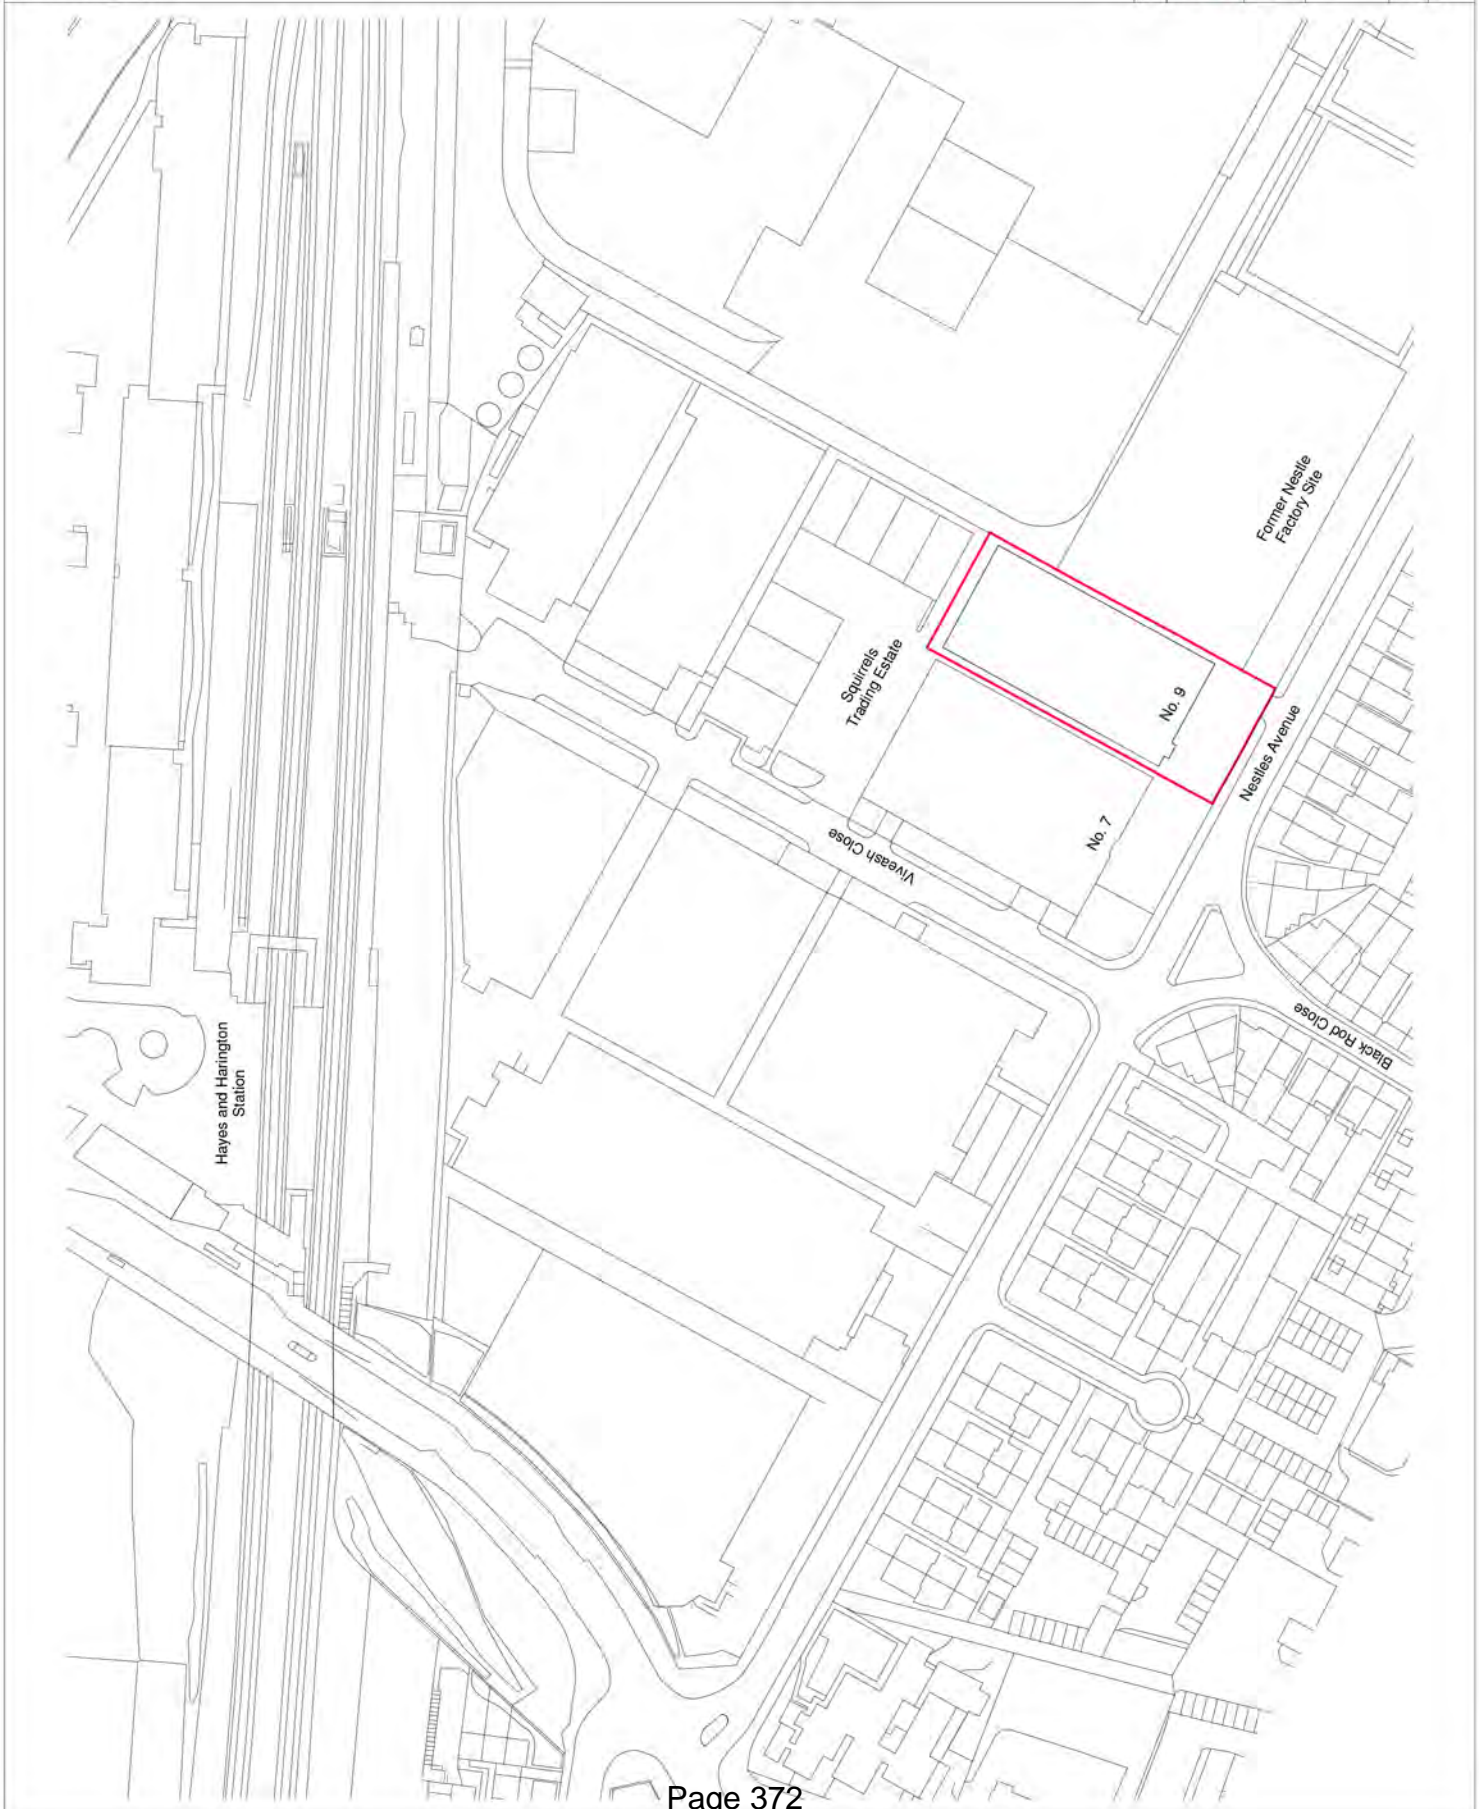 Former Nestle
Factory Site
Squirrels
Trading Estate
No. 9
Nestles Avenue
No. 7
Viveash Close
Black Rod Close
Hayes and Harington
Station
Page 372